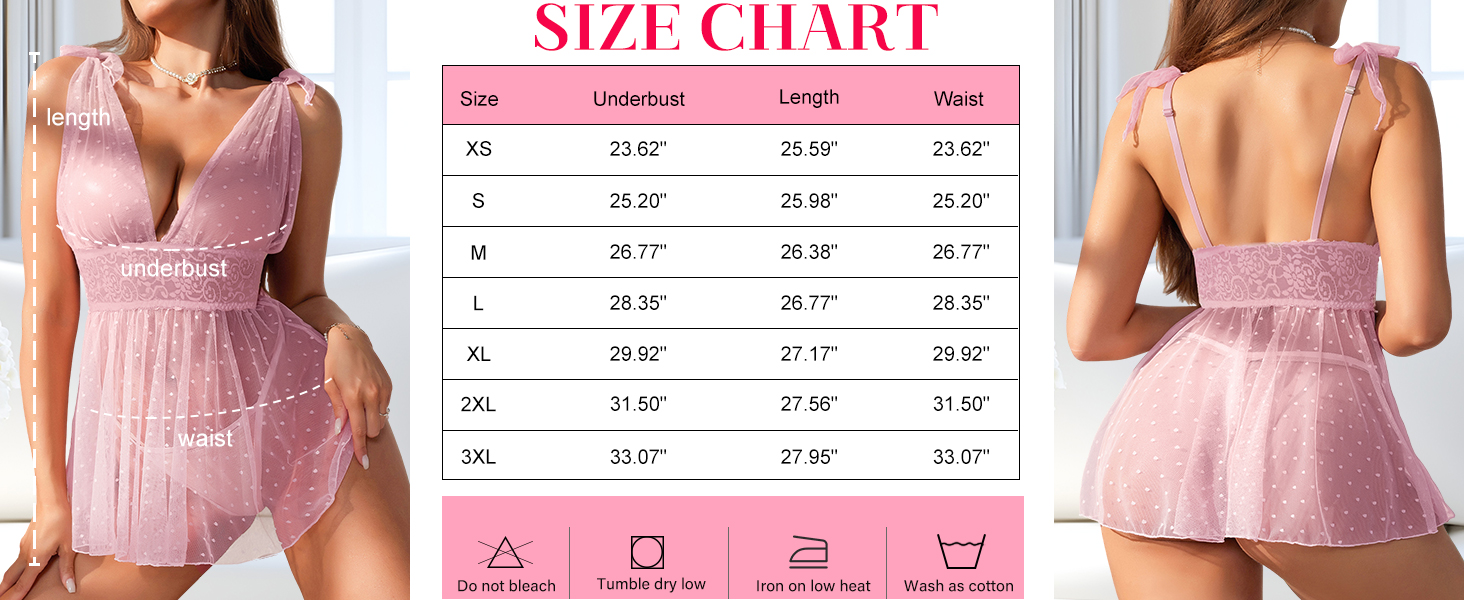 SIZE CHART
length
underbust
waist
Size Underbust Length Waist
XS 23.62" 25.59" 23.62"
S 25.20" 25.98" 25.20"
M 26.77" 26.38" 26.77"
L 28.35" 26.77" 28.35"
XL 29.92" 27.17" 29.92"
2XL 31.50" 27.56" 31.50"
3XL 33.07" 27.95" 33.07"
Do not bleach Tumble dry low Iron on low heat Wash as cotton